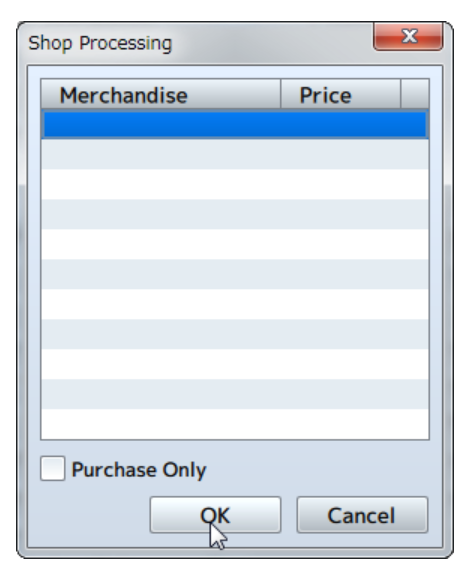 Shop Processing
Merchandise Price
Purchase Only
OK Cancel